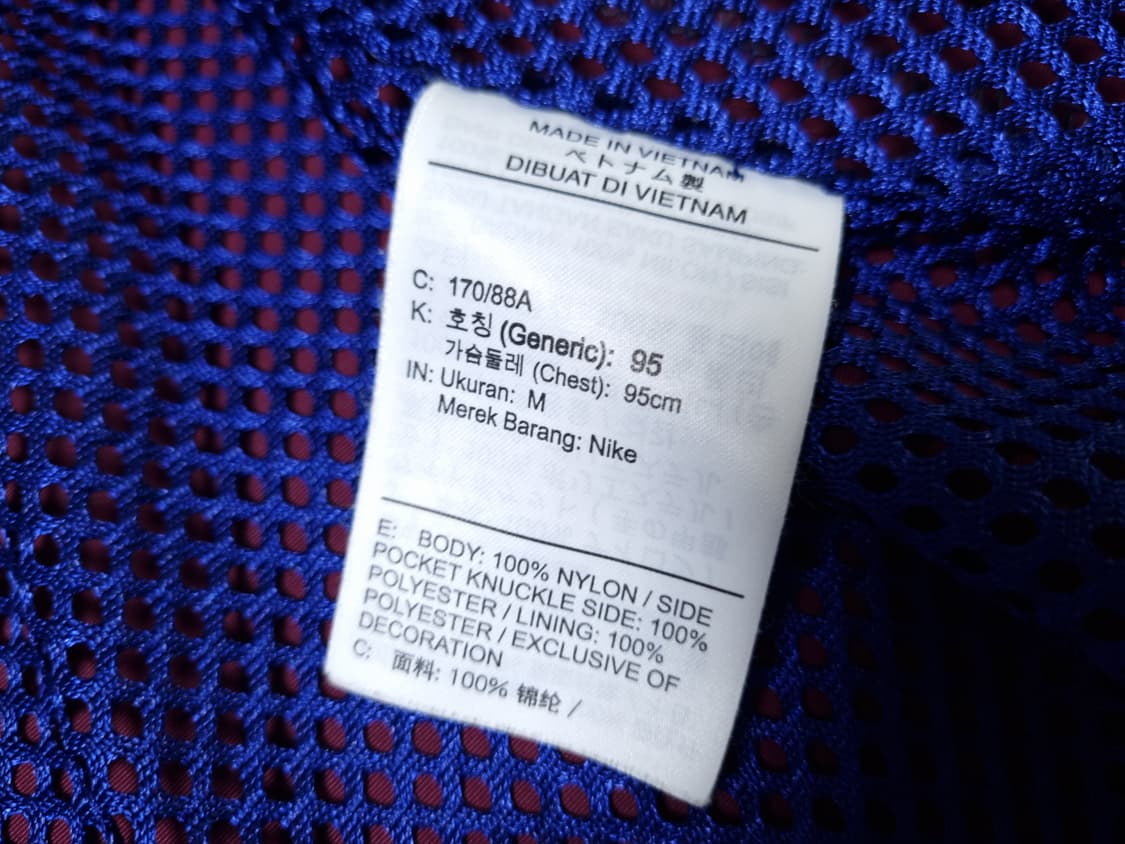 MADE IN VIETNAM
ベトナム製
DIBUAT DI VIETNAM
C: 170/88A
K: 호칭 (Generic): 95
가슴둘레 (Chest): 95cm
IN: Ukuran: M
Merek Barang: Nike
E: BODY: 100% NYLON / SIDE
POCKET KNUCKLE SIDE: 100%
POLYESTER / LINING: 100%
POLYESTER / EXCLUSIVE OF
DECORATION
C: 面料: 100% 锦纶 /